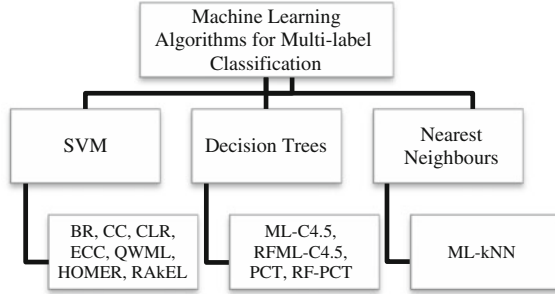 Machine Learning
Algorithms for Multi-label
Classification
SVM
Decision Trees
Nearest
Neighbours
BR, CC, CLR,
ECC, QWML,
HOMER, RAkEL
ML-C4.5,
RFML-C4.5,
PCT, RF-PCT
ML-kNN